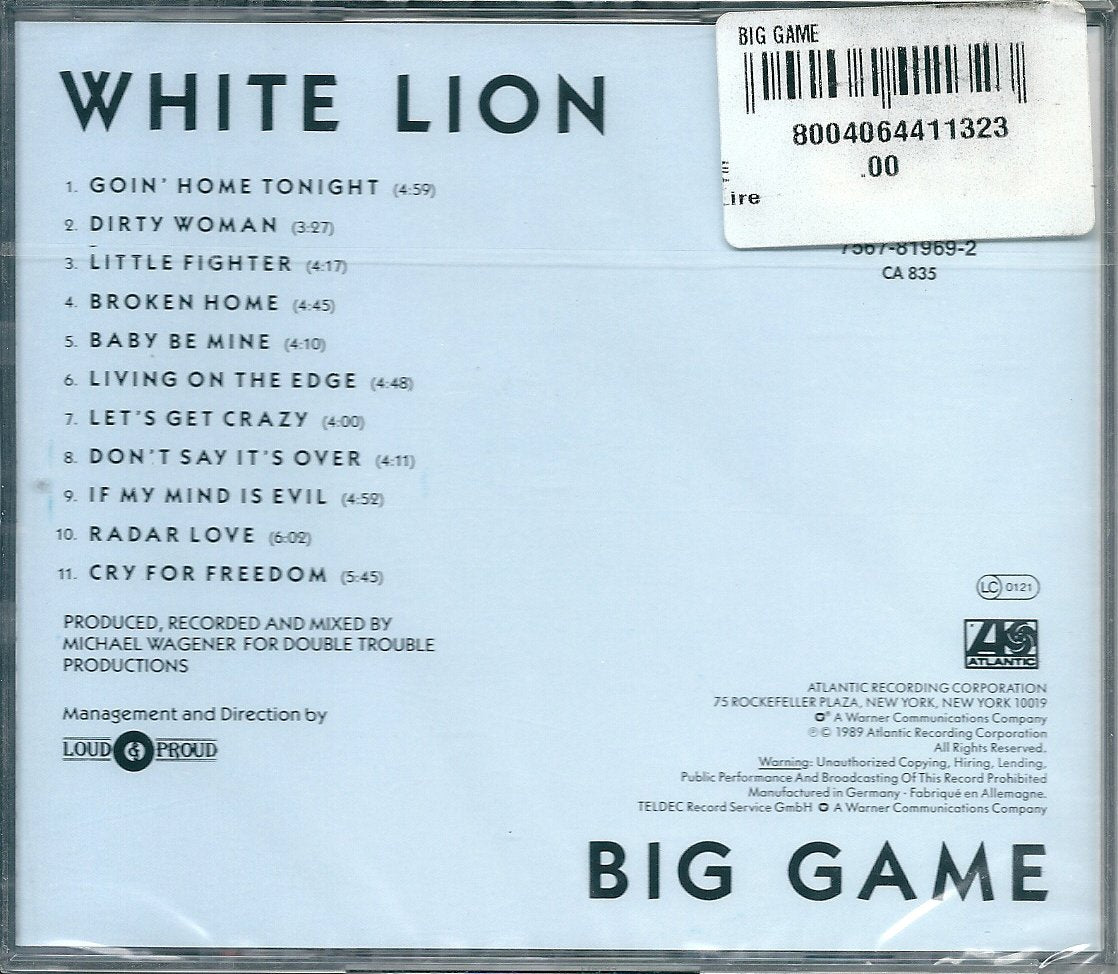 BIG GAME
8004064411323
.00
ire
WHITE LION
1. GOIN' HOME TONIGHT (4:59)
2. DIRTY WOMAN (3:27)
3. LITTLE FIGHTER (4:17)
4. BROKEN HOME (4:45)
5. BABY BE MINE (4:10)
6. LIVING ON THE EDGE (4:48)
7. LET'S GET CRAZY (4:00)
8. DON'T SAY IT'S OVER (4:11)
9. IF MY MIND IS EVIL (4:52)
10. RADAR LOVE (6:02)
11. CRY FOR FREEDOM (5:45)
7567-81969-2
CA 835
PRODUCED, RECORDED AND MIXED BY
MICHAEL WAGENER FOR DOUBLE TROUBLE
PRODUCTIONS
Management and Direction by
LOUD & PROUD
LC 0121
ATLANTIC
ATLANTIC RECORDING CORPORATION
75 ROCKEFELLER PLAZA, NEW YORK, NEW YORK 10019
® A Warner Communications Company
℗© 1989 Atlantic Recording Corporation
All Rights Reserved.
Warning: Unauthorized Copying, Hiring, Lending,
Public Performance And Broadcasting Of This Record Prohibited
Manufactured in Germany · Fabriqué en Allemagne.
TELDEC Record Service GmbH A Warner Communications Company
BIG GAME